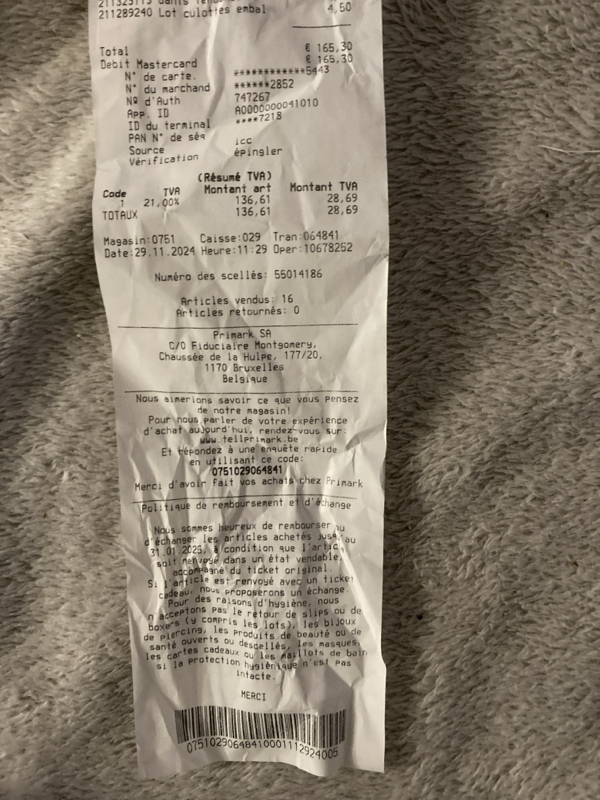 211289240 Lot culottes embal 4,50
Total € 165,30
Debit Mastercard € 165,30
N° de carte. ************5443
N° du marchand ******2852
Nº d'Auth 747267
App. ID A0000000041010
ID du terminal ****7218
PAN N° de séq
Source icc
Vérification épingler
(Résumé TVA)
Code TVA Montant art Montant TVA
1 21,00% 136,61 28,69
TOTAUX 136,61 28,69
Magasin:0751 Caisse:029 Tran:064841
Date:29.11.2024 Heure:11:29 Oper:10678252
Numéro des scellés: 55014186
Articles vendus: 16
Articles retournés: 0
Primark SA
C/O Fiduciaire Montgomery,
Chaussée de la Hulpe, 177/20,
1170 Bruxelles
Belgique
Nous aimerions savoir ce que vous pensez
de notre magasin!
Pour nous parler de votre expérience
d'achat aujourd'hui, rendez-vous sur:
www.tellPrimark.be
Et répondez à une enquête rapide
en utilisant ce code:
0751029064841
Merci d'avoir fait vos achats chez Primark
Politique de remboursement et d'échange
Nous sommes heureux de rembourser ou
d'échanger les articles achetés jusqu'au
31.01.2025, à condition que l'article
soit renvoyé dans un état vendable,
accompagné du ticket original.
Si l'article est renvoyé avec un ticket
cadeau, nous proposerons un échange.
Pour des raisons d'hygiène, nous
n'acceptons pas le retour de slips ou de
boxers (y compris les lots), les bijoux
de piercing, les produits de beauté ou de
santé ouverts ou descellés, les masques,
les cartes cadeaux ou les maillots de bain
si la protection hygiénique n'est pas
intacte.
MERCI
07510290648410001112924005